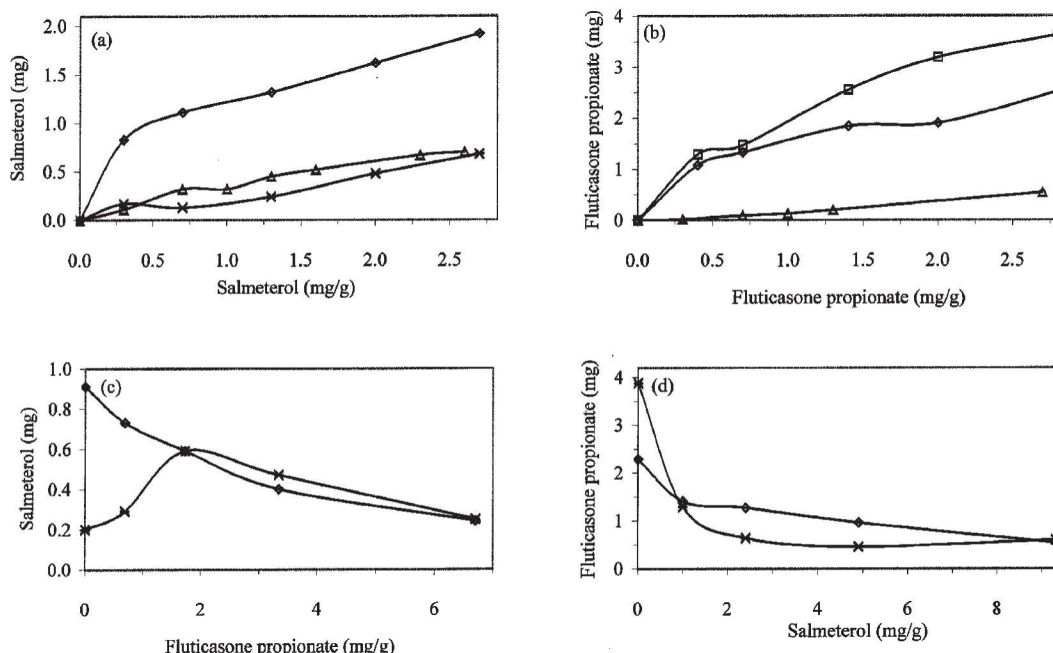 (a)
Salmeterol (mg)
2.0
1.5
1.0
0.5
0.0
0.0 0.5 1.0 1.5 2.0 2.5
Salmeterol (mg/g)
(b)
Fluticasone propionate (mg)
4
3
2
1
0
0.0 0.5 1.0 1.5 2.0 2.5
Fluticasone propionate (mg/g)
(c)
Salmeterol (mg)
1.0
0.8
0.6
0.4
0.2
0.0
0 2 4 6
Fluticasone propionate (mg/g)
(d)
Fluticasone propionate (mg)
4
3
2
1
0
0 2 4 6 8
Salmeterol (mg/g)